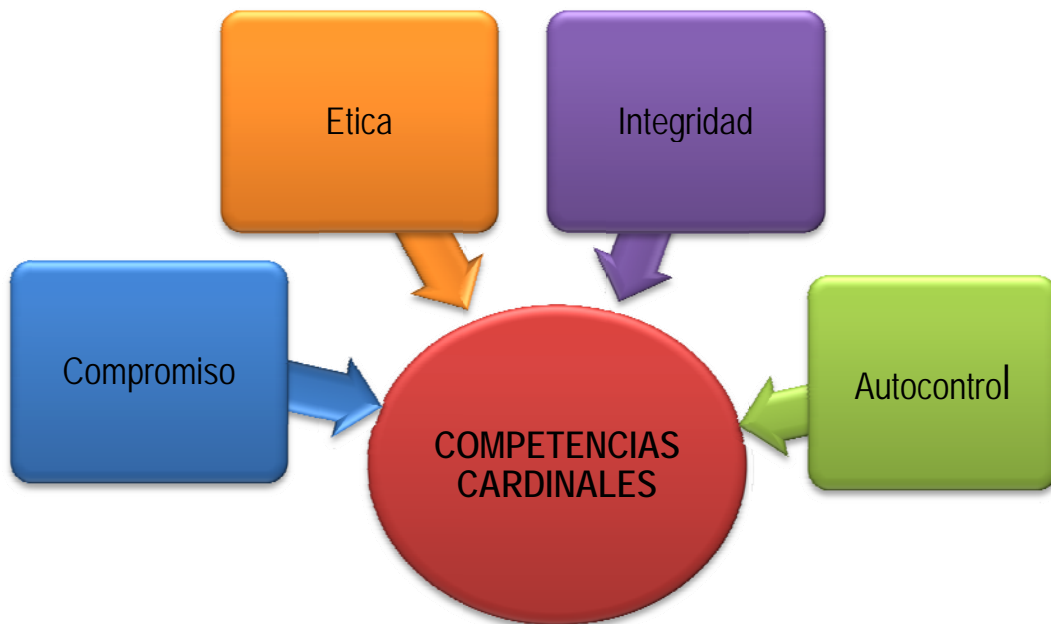 Etica
Integridad
Compromiso
Autocontrol
COMPETENCIAS
CARDINALES